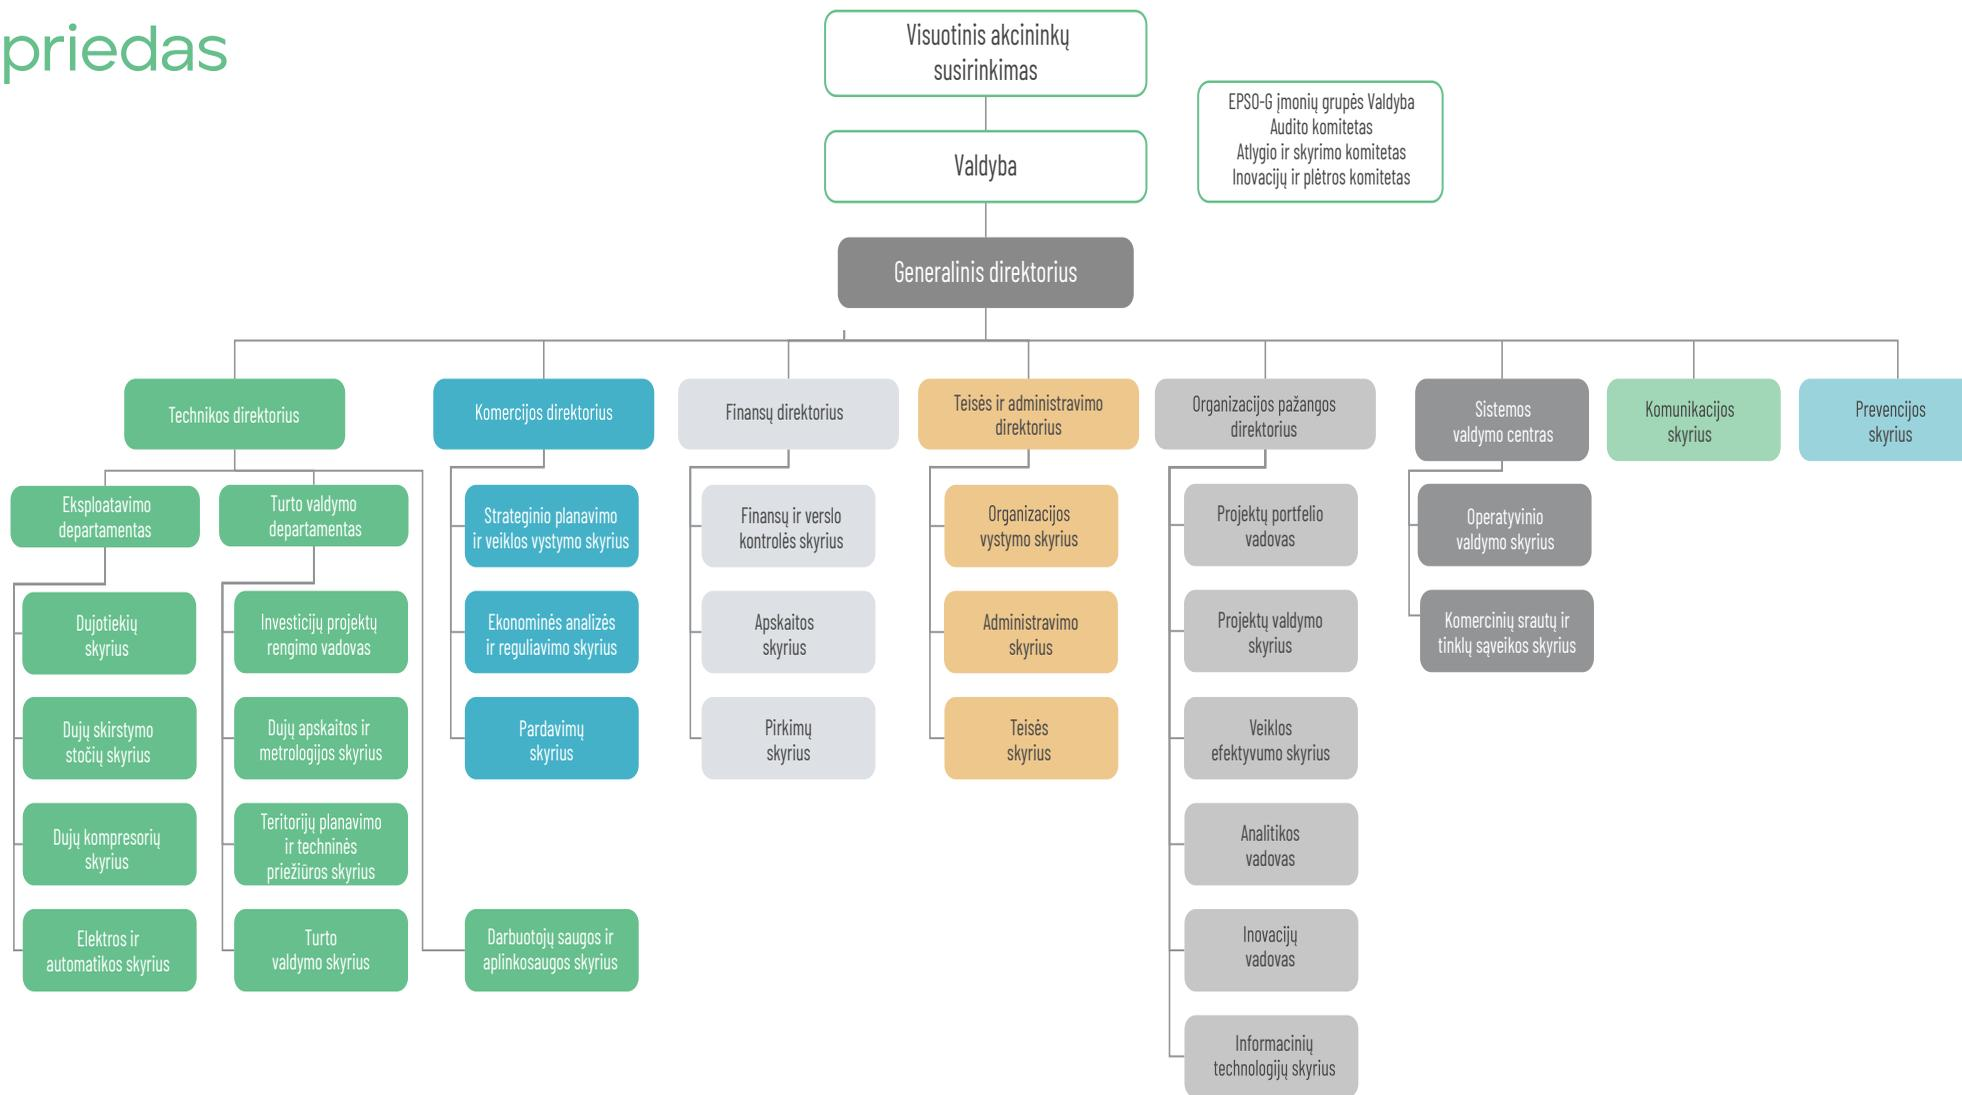 priedas
Visuotinis akcininkų
susirinkimas
EPSO-G įmonių grupės Valdyba
Audito komitetas
Atlygio ir skyrimo komitetas
Inovacijų ir plėtros komitetas
Valdyba
Generalinis direktorius
Technikos direktorius
Komercijos direktorius
Finansų direktorius
Teisės ir administravimo
direktorius
Organizacijos pažangos
direktorius
Sistemos
valdymo centras
Komunikacijos
skyrius
Prevencijos
skyrius
Eksploatavimo
departamentas
Turto valdymo
departamentas
Strateginio planavimo
ir veiklos vystymo skyrius
Finansų ir verslo
kontrolės skyrius
Organizacijos
vystymo skyrius
Projektų portfelio
vadovas
Operatyvinio
valdymo skyrius
Dujotiekių
skyrius
Investicijų projektų
rengimo vadovas
Ekonominės analizės
ir reguliavimo skyrius
Apskaitos
skyrius
Administravimo
skyrius
Projektų valdymo
skyrius
Komercinių srautų ir
tinklų sąveikos skyrius
Dujų skirstymo
stočių skyrius
Dujų apskaitos ir
metrologijos skyrius
Pardavimų
skyrius
Pirkimų
skyrius
Teisės
skyrius
Veiklos
efektyvumo skyrius
Dujų kompresorių
skyrius
Teritorijų planavimo
ir techninės
priežiūros skyrius
Analitikos
vadovas
Elektros ir
automatikos skyrius
Turto
valdymo skyrius
Darbuotojų saugos ir
aplinkosaugos skyrius
Inovacijų
vadovas
Informacinių
technologijų skyrius